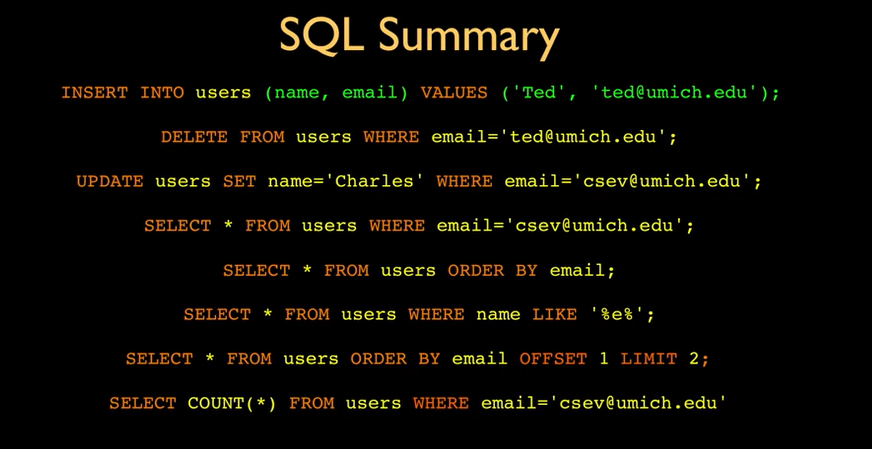 SQL Summary
INSERT INTO users (name, email) VALUES ('Ted', 'ted@umich.edu');
DELETE FROM users WHERE email='ted@umich.edu';
UPDATE users SET name='Charles' WHERE email='csev@umich.edu';
SELECT * FROM users WHERE email='csev@umich.edu';
SELECT * FROM users ORDER BY email;
SELECT * FROM users WHERE name LIKE '%e%';
SELECT * FROM users ORDER BY email OFFSET 1 LIMIT 2;
SELECT COUNT(*) FROM users WHERE email='csev@umich.edu'